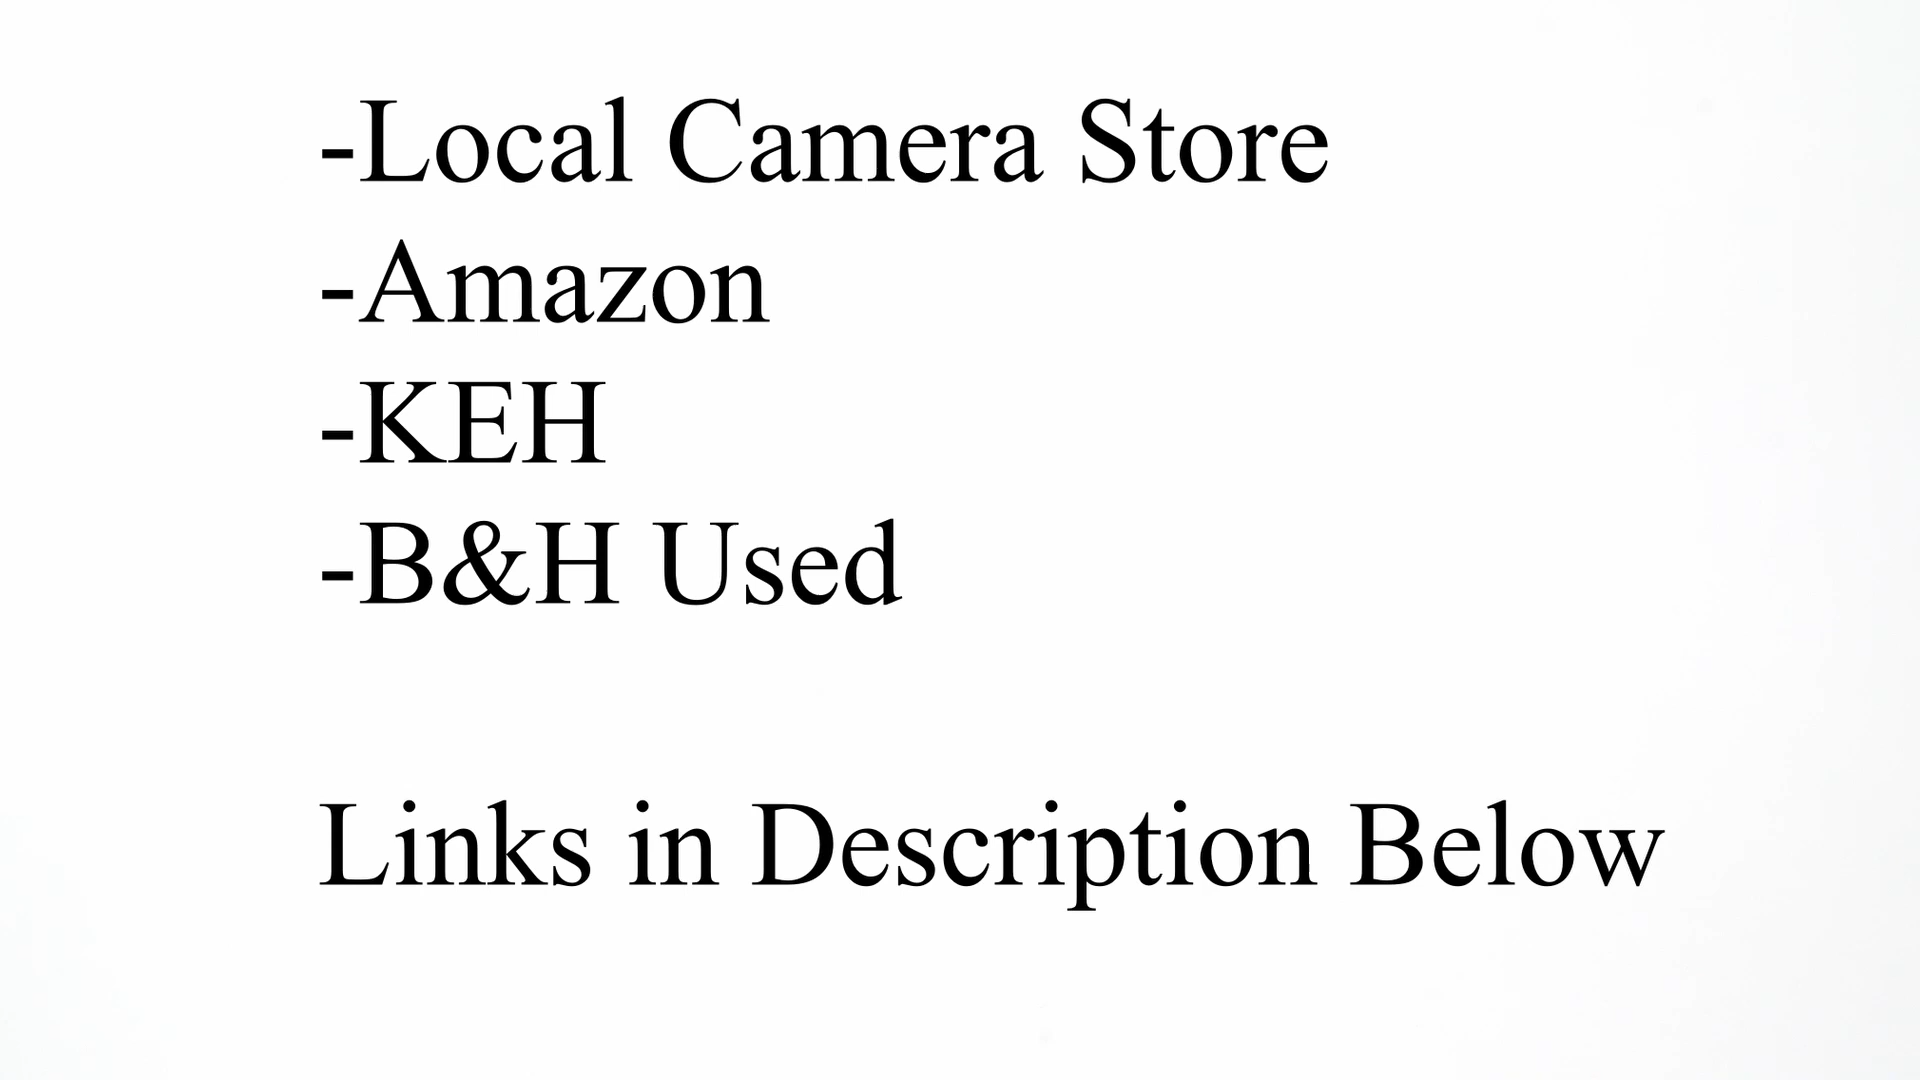 -Local Camera Store
-Amazon
-KEH
-B&H Used
Links in Description Below